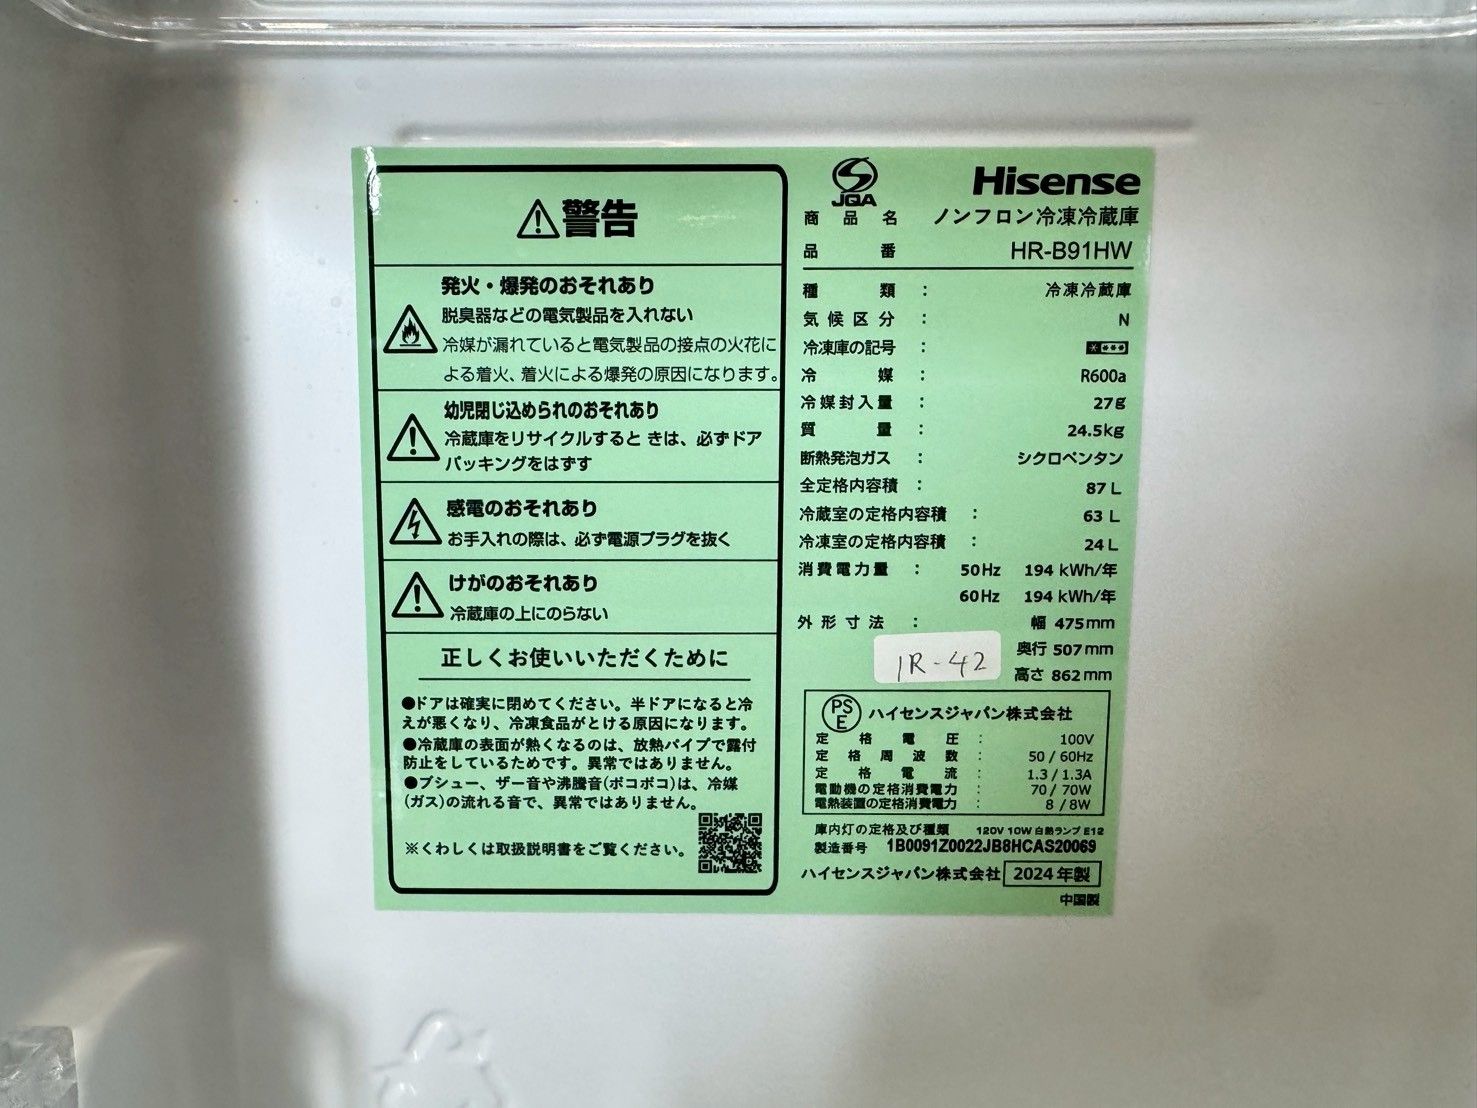 警告
発火・爆発のおそれあり
脱臭器などの電気製品を入れない
冷媒が漏れていると電気製品の接点の火花に
よる着火、着火による爆発の原因になります。
幼児閉じ込められのおそれあり
冷蔵庫をリサイクルすると きは、必ずドア
パッキングをはずす
感電のおそれあり
お手入れの際は、必ず電源プラグを抜く
けがのおそれあり
冷蔵庫の上にのらない
正しくお使いいただくために
●ドアは確実に閉めてください。半ドアになると冷
えが悪くなり、冷凍食品がとける原因になります。
●冷蔵庫の表面が熱くなるのは、放熱パイプで露付
防止をしているためです。異常ではありません。
●ブシュー、ザー音や沸騰音(ボコボコ)は、冷媒
(ガス)の流れる音で、異常ではありません。
※くわしくは取扱説明書をご覧ください。
JQA
Hisense
商品名 ノンフロン冷凍冷蔵庫
品番 HR-B91HW
種類 : 冷凍冷蔵庫
気候区分 : N
冷凍庫の記号 : * ***
冷媒 : R600a
冷媒封入量 : 27g
質量 : 24.5kg
断熱発泡ガス : シクロペンタン
全定格内容積 : 87 L
冷蔵室の定格内容積 : 63 L
冷凍室の定格内容積 : 24 L
消費電力量 : 50Hz 194 kWh/年
60Hz 194 kWh/年
外形寸法 : 幅 475mm
奥行 507mm
高さ 862mm
IR-42
PSE ハイセンスジャパン株式会社
定格電圧 : 100V
定格周波数 : 50 / 60Hz
定格電流 : 1.3 / 1.3A
電動機の定格消費電力 : 70 / 70W
電熱装置の定格消費電力 : 8 / 8W
庫内灯の定格及び種類 120V 10W 白熱ランプ E12
製造番号 1B0091Z0022JB8HCAS20069
ハイセンスジャパン株式会社 2024 年製
中国製